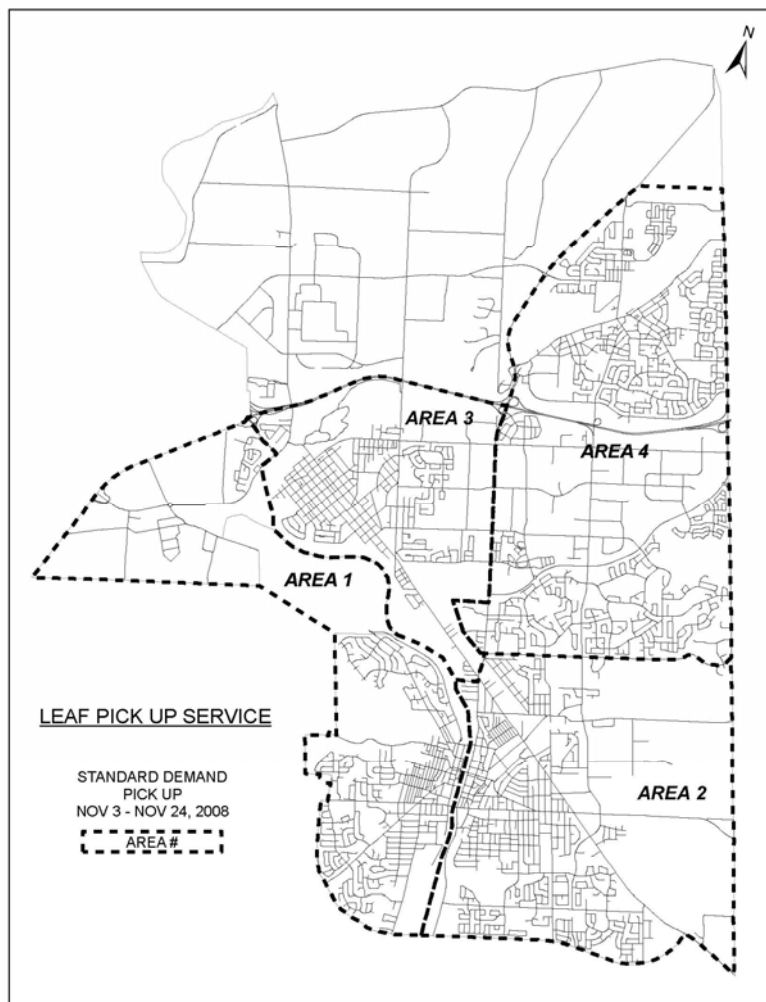 N
AREA 3
AREA 4
AREA 1
LEAF PICK UP SERVICE
STANDARD DEMAND
PICK UP
NOV 3 - NOV 24, 2008
AREA #
AREA 2